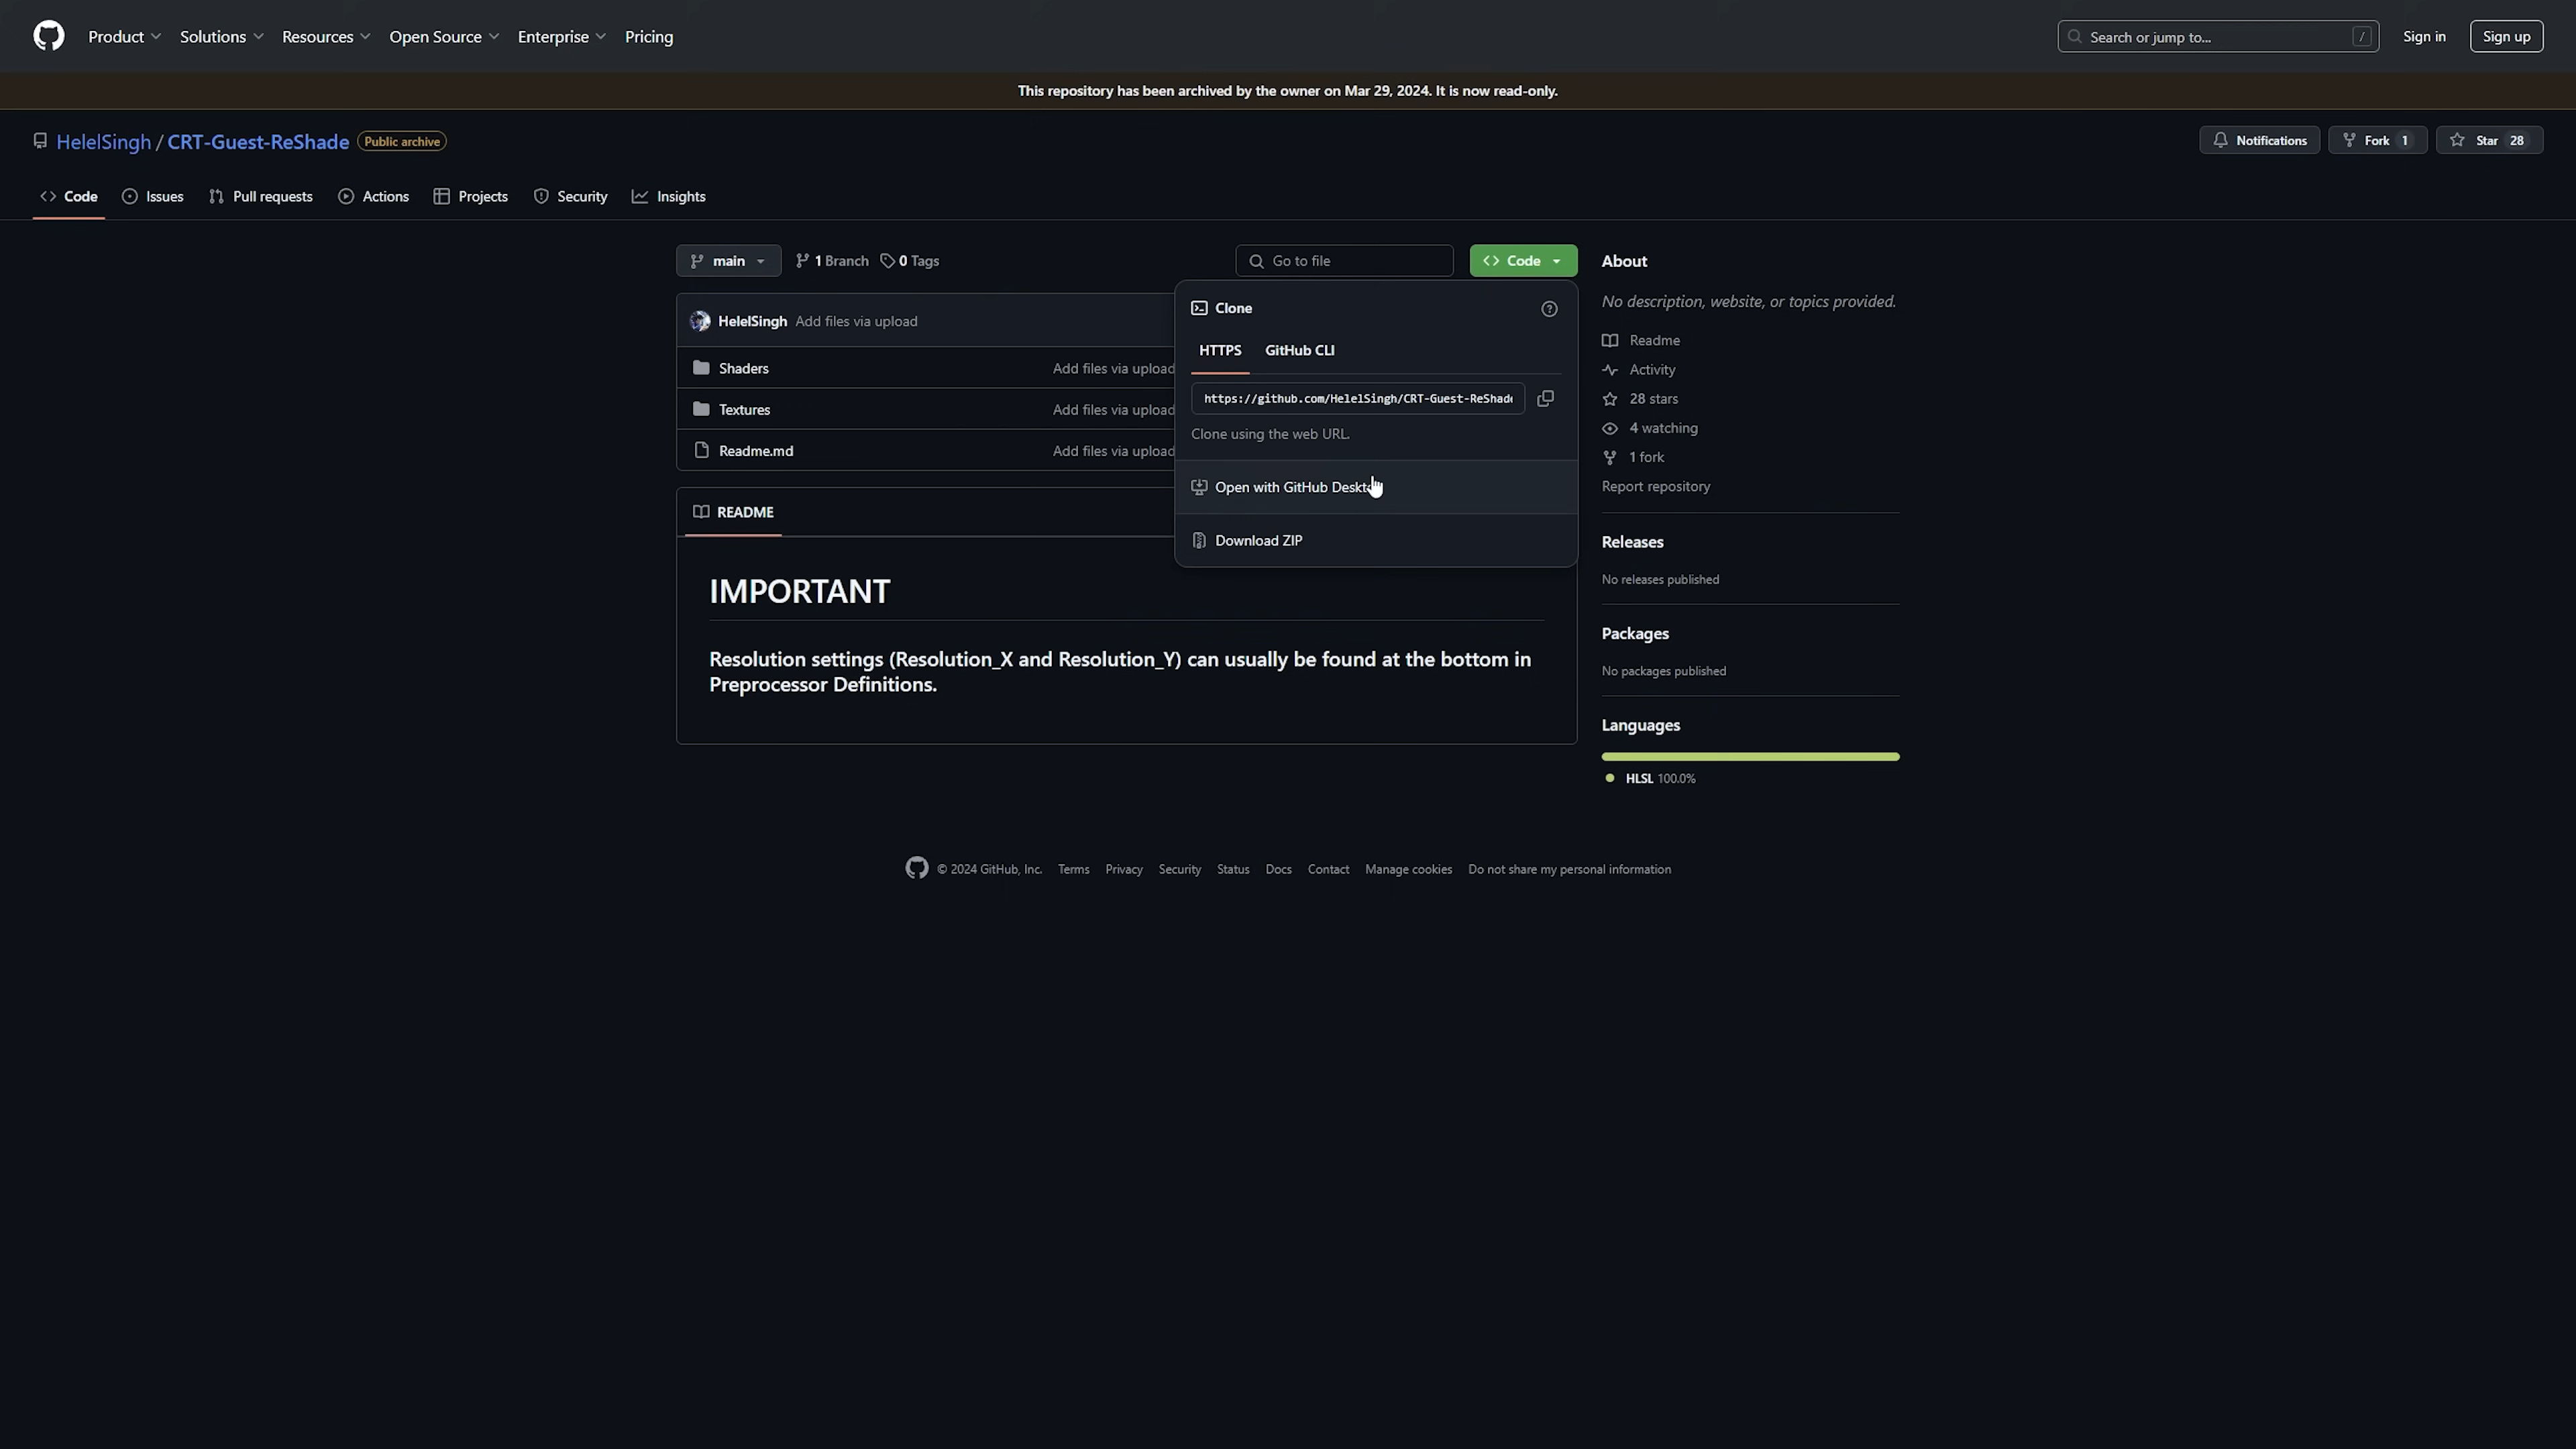 Product Solutions Resources Open Source Enterprise Pricing
Search or jump to... / Sign in Sign up
This repository has been archived by the owner on Mar 29, 2024. It is now read-only.
HelelSingh / CRT-Guest-ReShade Public archive
Notifications Fork 1 Star 28
Code Issues Pull requests Actions Projects Security Insights
main 1 Branch 0 Tags Go to file Code
HelelSingh Add files via upload
Shaders Add files via upload
Textures Add files via upload
Readme.md Add files via upload
Clone
HTTPS GitHub CLI
https://github.com/HelelSingh/CRT-Guest-ReShade
Clone using the web URL.
Open with GitHub
Download ZIP
README
IMPORTANT
Resolution settings (Resolution_X and Resolution_Y) can usually be found at the bottom in
Preprocessor Definitions.
About
No description, website, or topics provided.
Readme
Activity
28 stars
4 watching
1 fork
Report repository
Releases
No releases published
Packages
No packages published
Languages
HLSL 100.0%
© 2024 GitHub, Inc. Terms Privacy Security Status Docs Contact Manage cookies Do not share my personal information